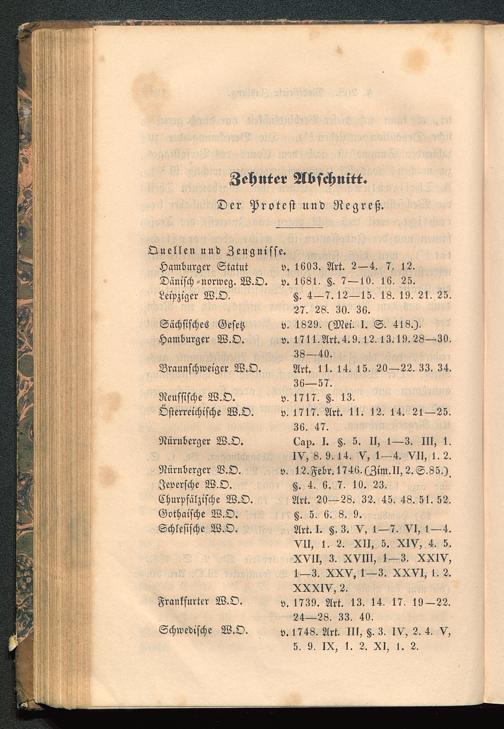 Zehnter Abschnitt.
Der Protest und Regreß.
Quellen und Zeugnisse.
Hamburger Statut v. 1603. Art. 2—4. 7. 12.
Dänisch-norweg. W.O. v. 1681. §. 7—10. 16. 25.
Leipziger W.O. §. 4—7. 12—15. 18. 19. 21. 25.
27. 28. 30. 36.
Sächsisches Gesetz v. 1829. (Mei. I. S. 418.).
Hamburger W.O. v. 1711. Art. 4. 9. 12. 13. 19. 28—30.
38—40.
Braunschweiger W.O. Art. 11. 14. 15. 20—22. 33. 34.
36—57.
Reussische W.O. v. 1717. §. 13.
Österreichische W.O. v. 1717. Art. 11. 12. 14. 21—25.
36. 47.
Nürnberger W.O. Cap. I. §. 5. II, 1—3. III, 1.
IV, 8. 9. 14. V, 1—4. VII, 1. 2.
Nürnberger V.O. v. 12. Febr. 1746. (Zim. II, 2. S. 85.)
Jeversche W.O. §. 4. 6. 7. 10. 23.
Churpfälzische W.O. Art. 20—28. 32. 45. 48. 51. 52.
Gothaische W.O. §. 5. 6. 8. 9.
Schlesische W.O. Art. I. §. 3. V, 1—7. VI, 1—4.
VII, 1. 2. XII, 5. XIV, 4. 5.
XVII, 3. XVIII, 1—3. XXIV,
1—3. XXV, 1—3. XXVI, 1. 2.
XXXIV, 2.
Frankfurter W.O. v. 1739. Art. 13. 14. 17. 19—22.
24—28. 33. 40.
Schwedische W.O. v. 1748. Art. III, §. 3. IV, 2. 4. V,
5. 9. IX, 1. 2. XI, 1. 2.